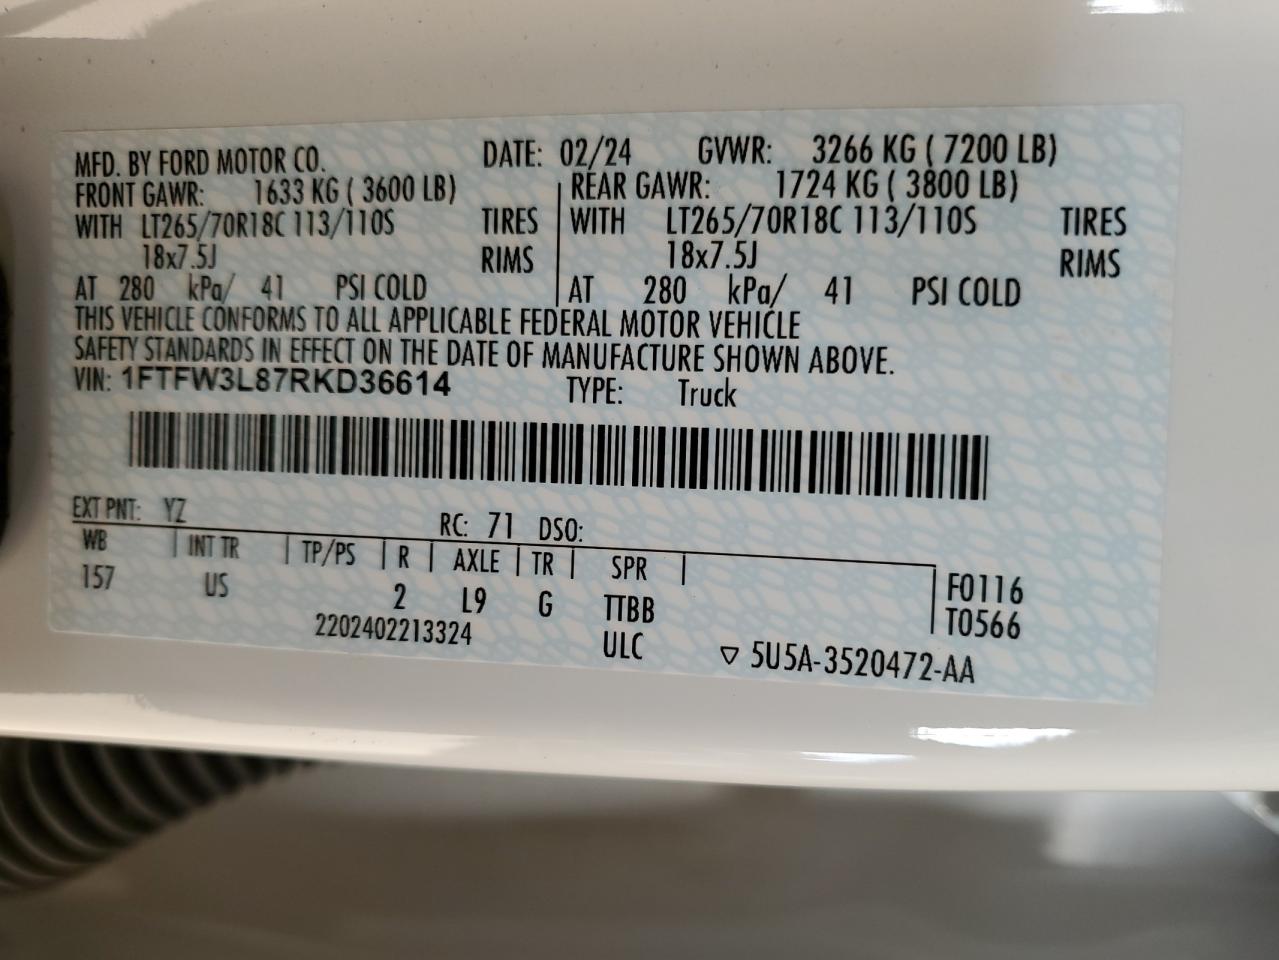 MFD. BY FORD MOTOR CO. DATE: 02/24 GVWR: 3266 KG ( 7200 LB)
FRONT GAWR: 1633 KG ( 3600 LB) REAR GAWR: 1724 KG ( 3800 LB)
WITH LT265/70R18C 113/110S TIRES WITH LT265/70R18C 113/110S TIRES
18x7.5J RIMS 18x7.5J RIMS
AT 280 kPa/ 41 PSI COLD AT 280 kPa/ 41 PSI COLD
THIS VEHICLE CONFORMS TO ALL APPLICABLE FEDERAL MOTOR VEHICLE
SAFETY STANDARDS IN EFFECT ON THE DATE OF MANUFACTURE SHOWN ABOVE.
VIN: 1FTFW3L87RKD36614 TYPE: Truck
EXT PNT: YZ RC: 71 DSO:
WB INT TR TP/PS R AXLE TR SPR F0116
157 US 2 L9 G TTBB T0566
2202402213324 ULC ▽ 5U5A-3520472-AA